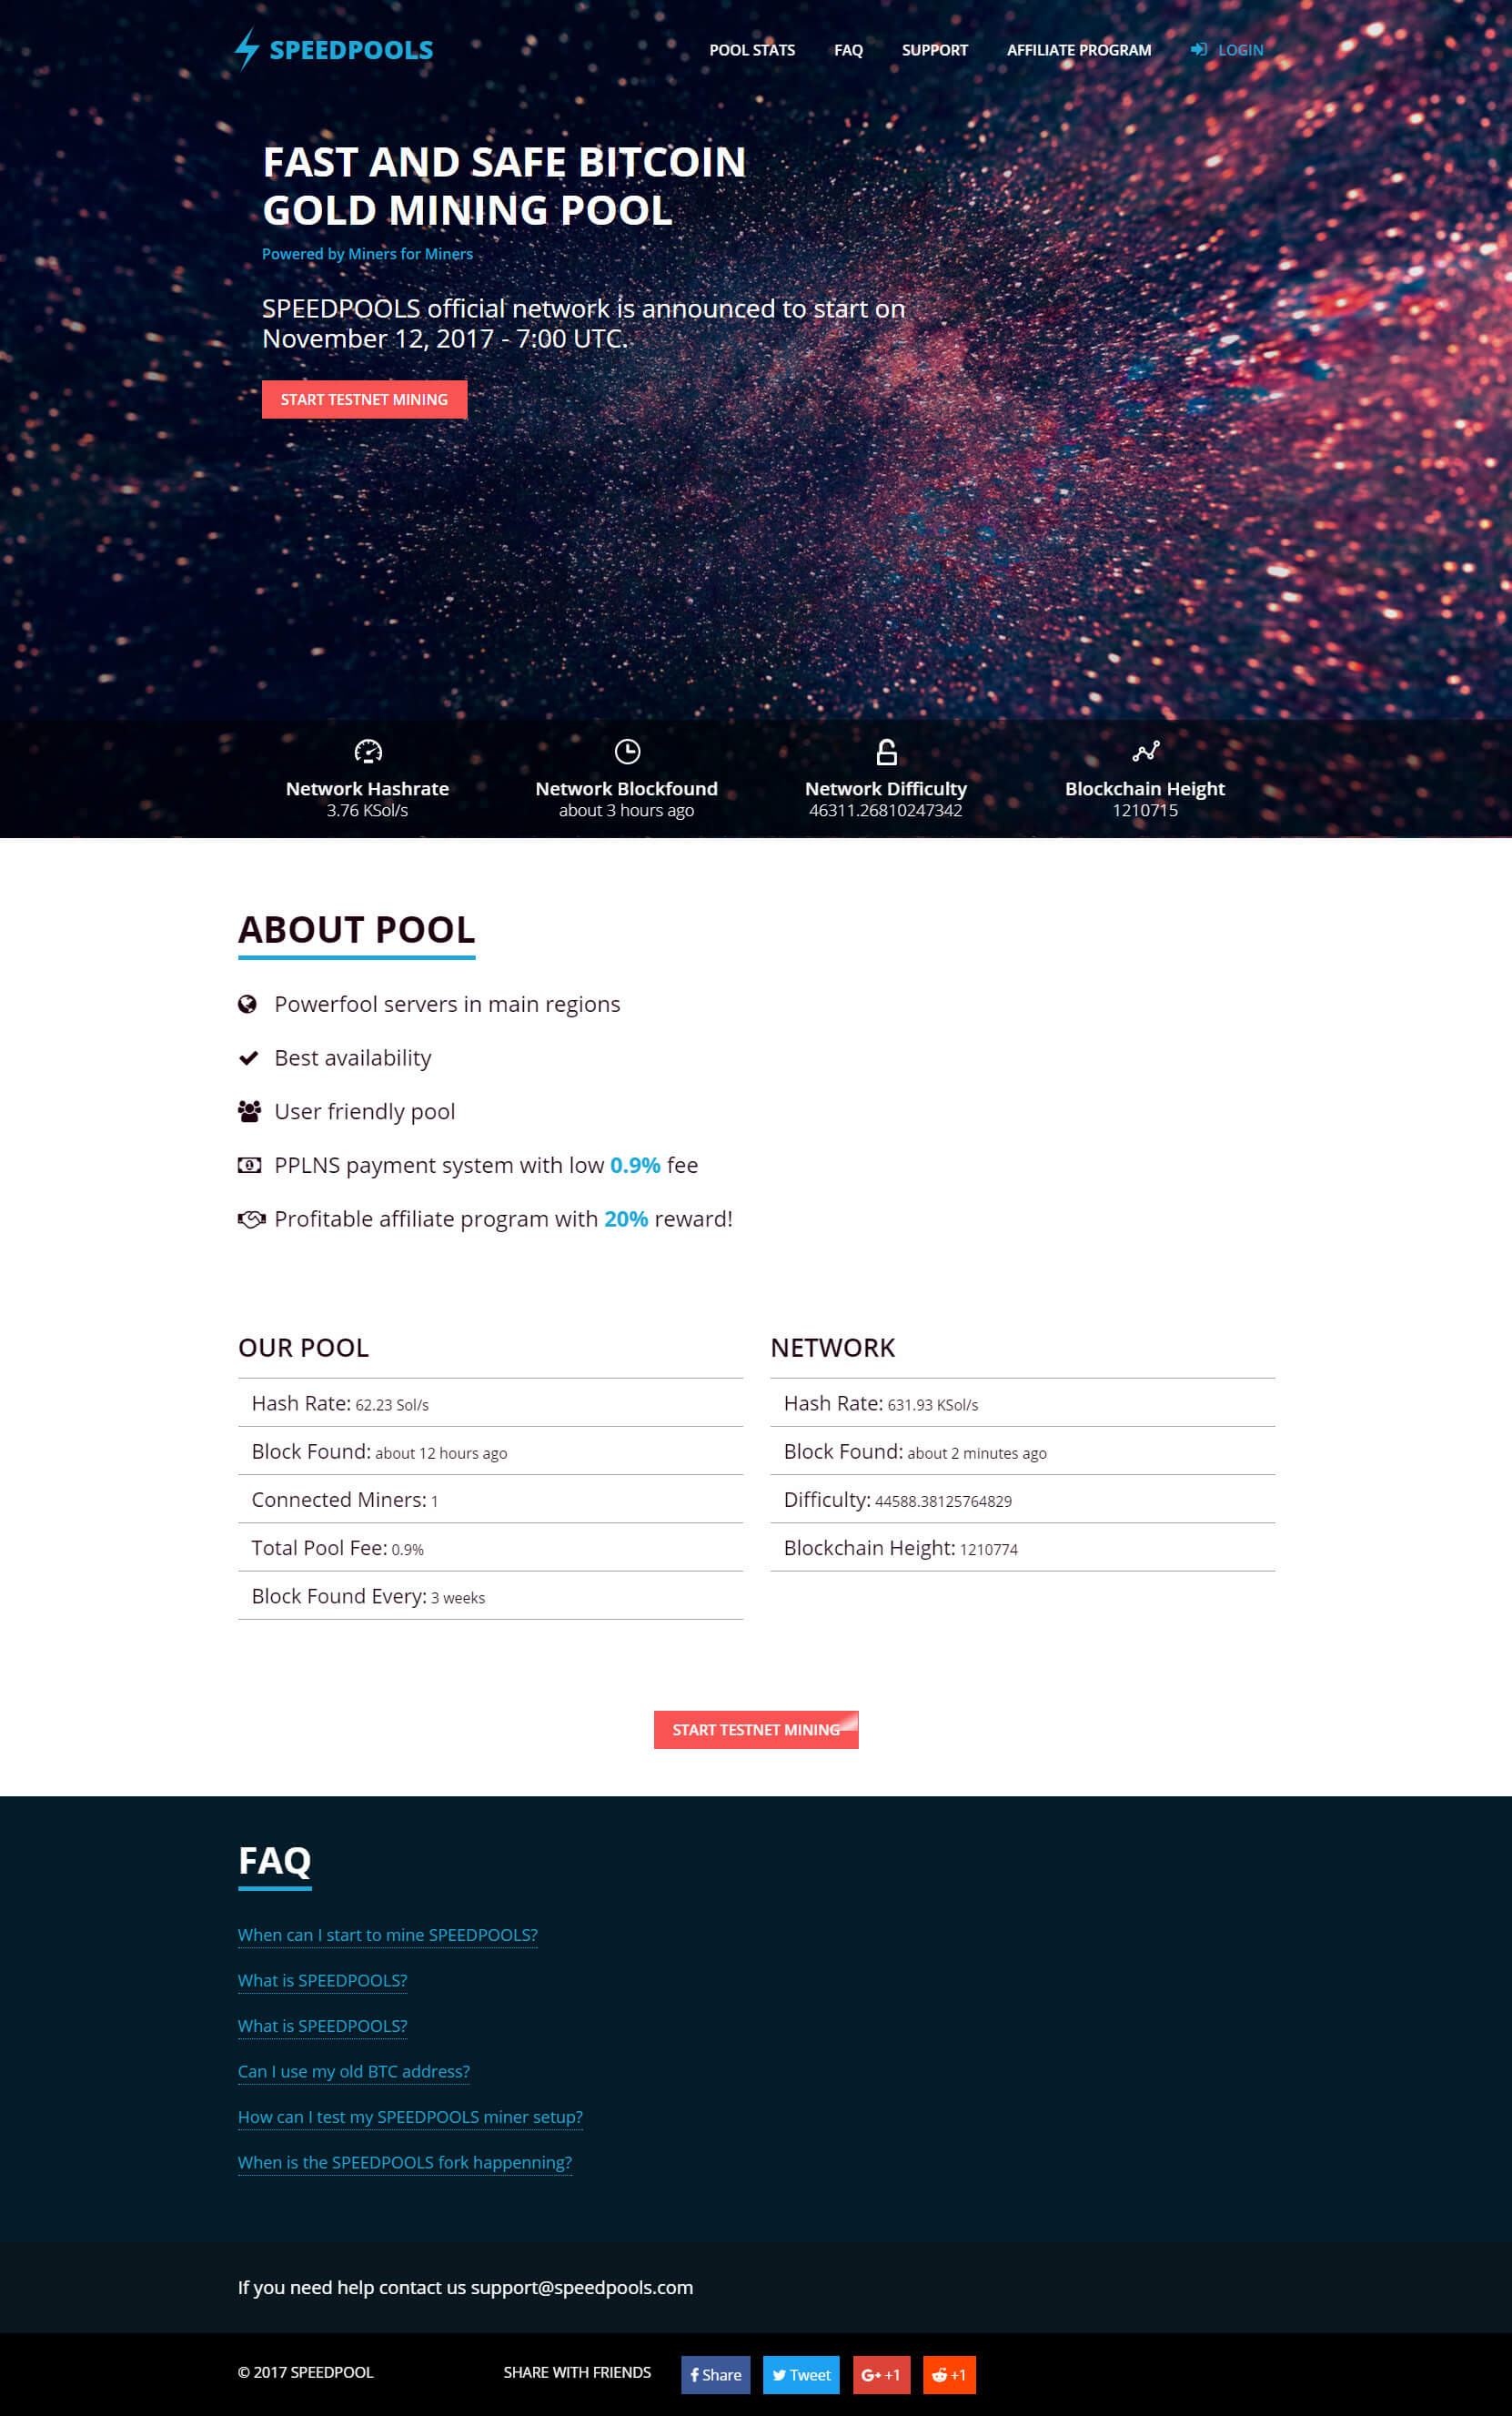 SPEEDPOOLS
POOL STATS FAQ SUPPORT AFFILIATE PROGRAM LOGIN
FAST AND SAFE BITCOIN
GOLD MINING POOL
Powered by Miners for Miners
SPEEDPOOLS official network is announced to start on
November 12, 2017 - 7:00 UTC.
START TESTNET MINING
Network Hashrate
3.76 KSol/s
Network Blockfound
about 3 hours ago
Network Difficulty
46311.26810247342
Blockchain Height
1210715
ABOUT POOL
Powerfool servers in main regions
Best availability
User friendly pool
PPLNS payment system with low 0.9% fee
Profitable affiliate program with 20% reward!
OUR POOL
Hash Rate: 62.23 Sol/s
Block Found: about 12 hours ago
Connected Miners: 1
Total Pool Fee: 0.9%
Block Found Every: 3 weeks
NETWORK
Hash Rate: 631.93 KSol/s
Block Found: about 2 minutes ago
Difficulty: 44588.38125764829
Blockchain Height: 1210774
START TESTNET MINING
FAQ
When can I start to mine SPEEDPOOLS?
What is SPEEDPOOLS?
What is SPEEDPOOLS?
Can I use my old BTC address?
How can I test my SPEEDPOOLS miner setup?
When is the SPEEDPOOLS fork happenning?
If you need help contact us support@speedpools.com
© 2017 SPEEDPOOL SHARE WITH FRIENDS Share Tweet G+ +1 +1